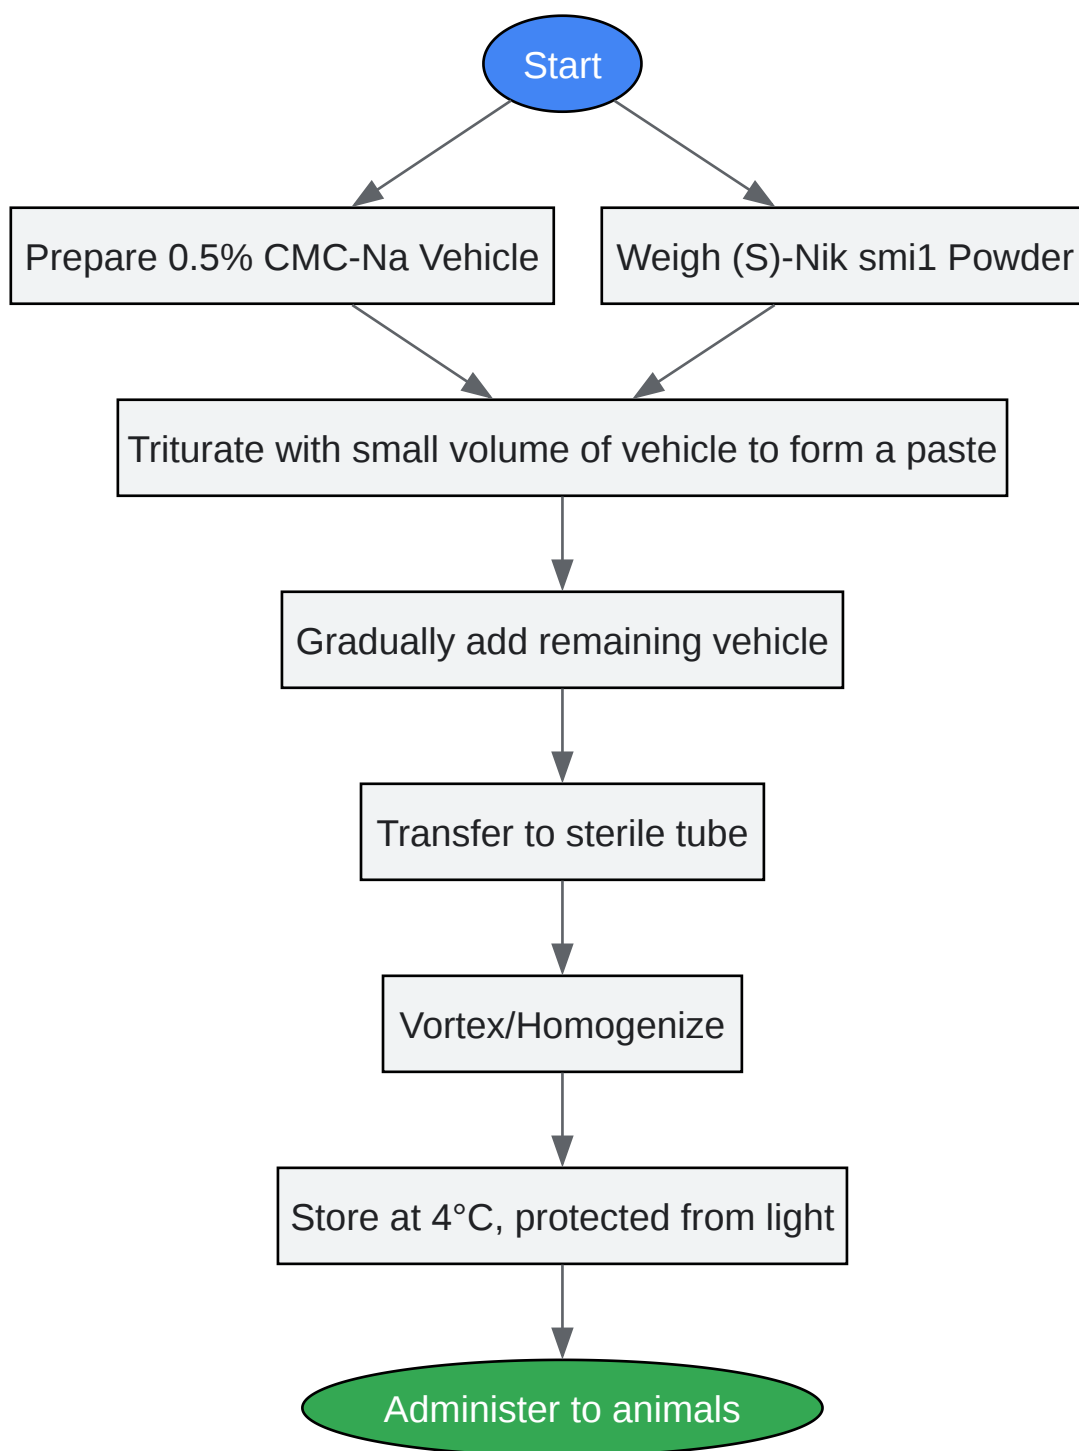 Start
Prepare 0.5% CMC-Na Vehicle
Weigh (S)-Nik smi1 Powder
Triturate with small volume of vehicle to form a paste
Gradually add remaining vehicle
Transfer to sterile tube
Vortex/Homogenize
Store at 4°C, protected from light
Administer to animals